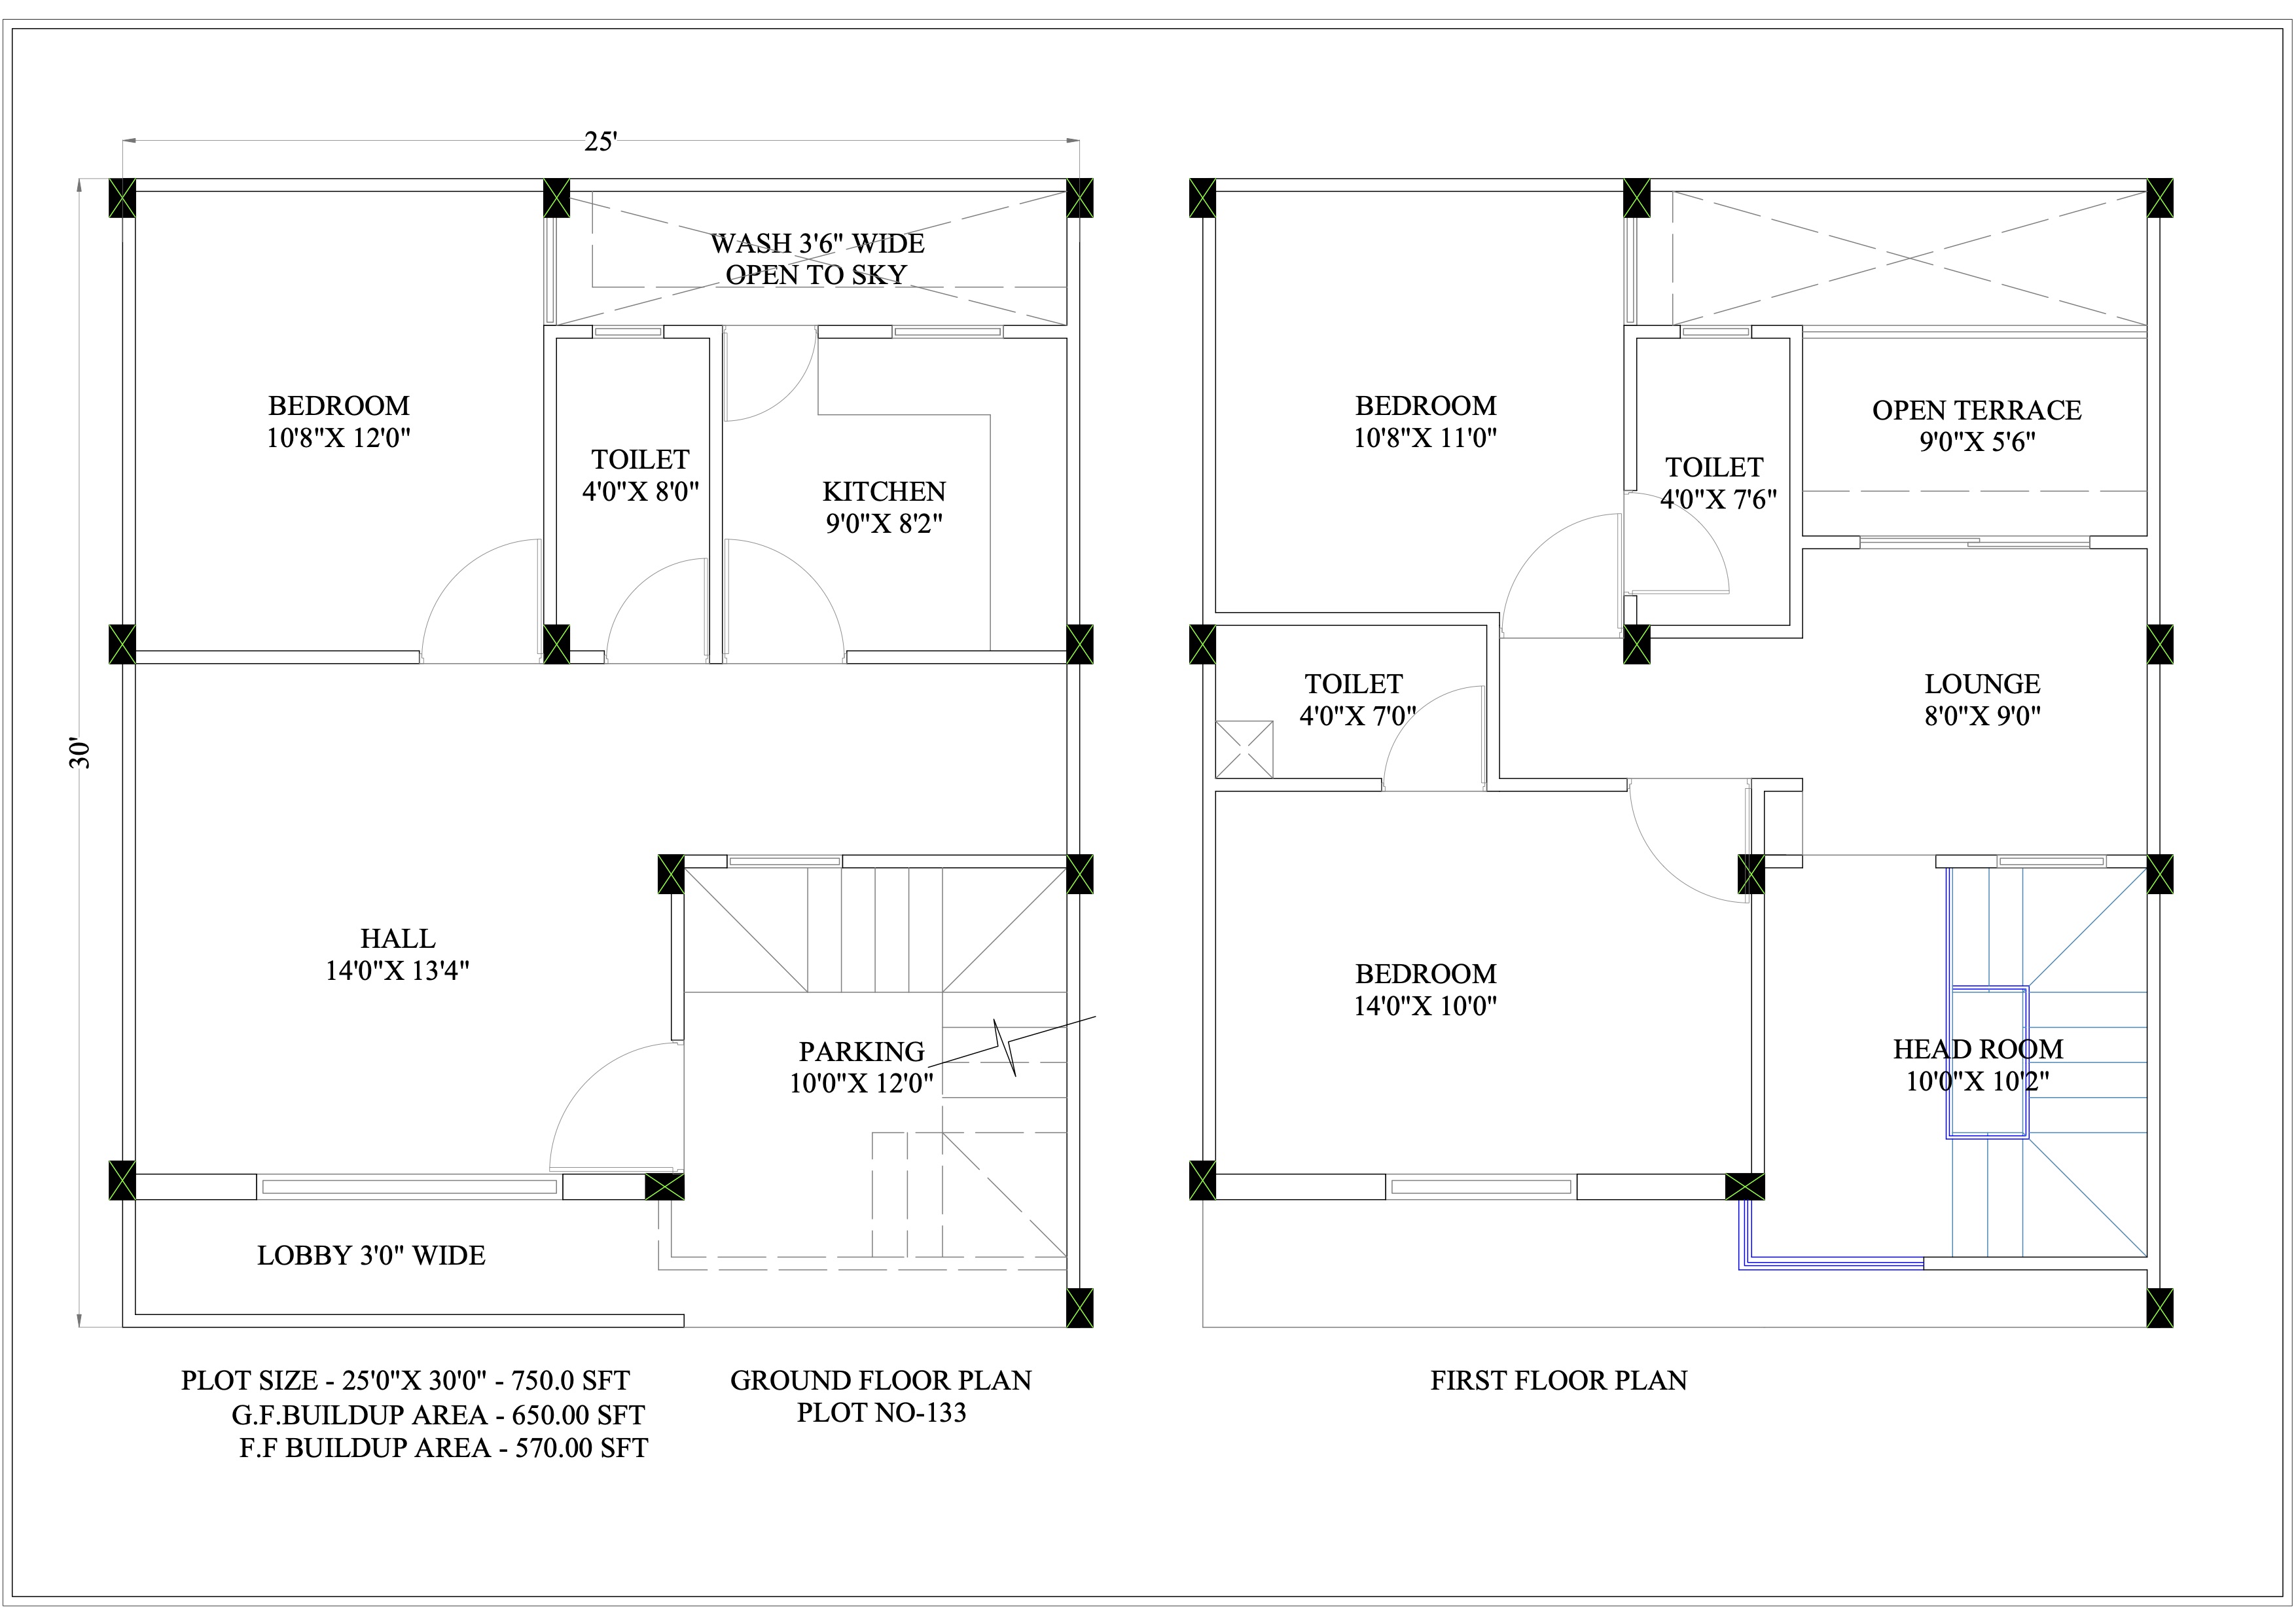 25'
30'
WASH 3'6" WIDE
OPEN TO SKY
BEDROOM
10'8"X 12'0"
TOILET
4'0"X 8'0"
KITCHEN
9'0"X 8'2"
HALL
14'0"X 13'4"
PARKING
10'0"X 12'0"
LOBBY 3'0" WIDE
PLOT SIZE - 25'0"X 30'0" - 750.0 SFT
G.F.BUILDUP AREA - 650.00 SFT
F.F BUILDUP AREA - 570.00 SFT
GROUND FLOOR PLAN
PLOT NO-133
BEDROOM
10'8"X 11'0"
OPEN TERRACE
9'0"X 5'6"
TOILET
4'0"X 7'6"
TOILET
4'0"X 7'0"
LOUNGE
8'0"X 9'0"
BEDROOM
14'0"X 10'0"
HEAD ROOM
10'0"X 10'2"
FIRST FLOOR PLAN